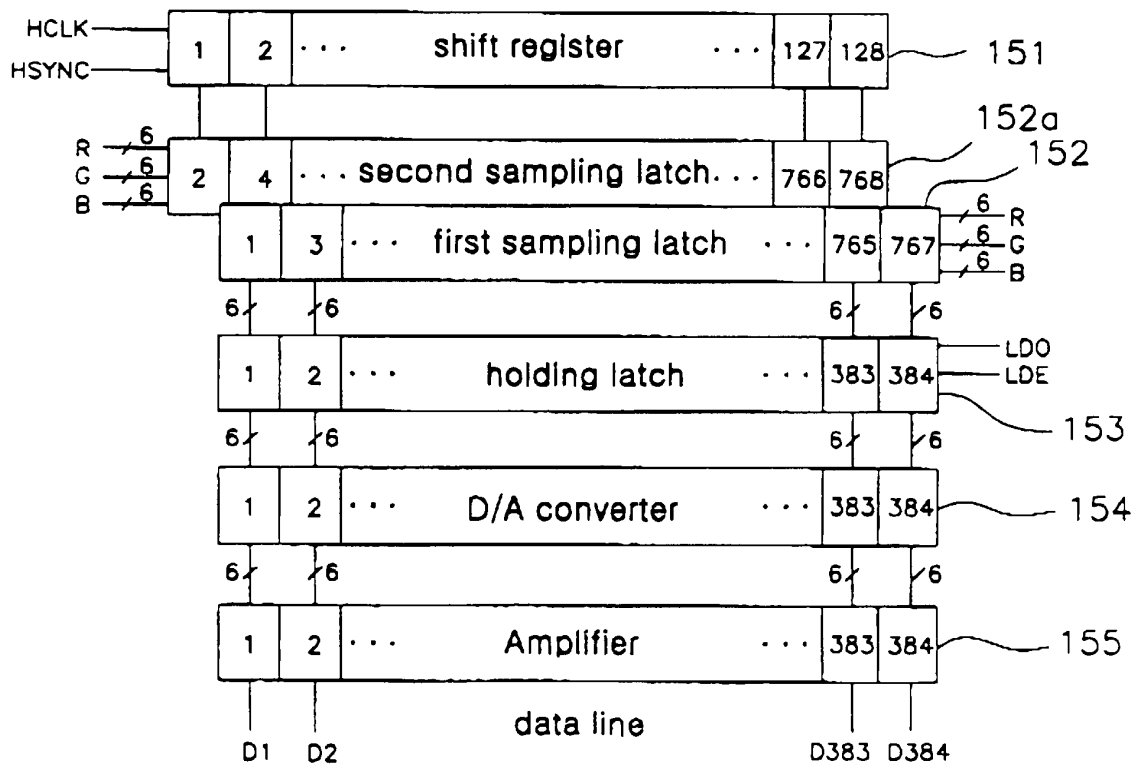 HCLK
HSYNC
1 2 ··· shift register ··· 127 128
151
152a
152
R 6
G 6
B 6
2 4 ··· second sampling latch ··· 766 768
1 3 ··· first sampling latch ··· 765 767
6 R
6 G
6 B
6 6 6 6
1 2 ··· holding latch ··· 383 384
LDO
LDE
153
6 6 6 6
1 2 ··· D/A converter ··· 383 384
154
6 6 6 6
1 2 ··· Amplifier ··· 383 384
155
data line
D1 D2 D383 D384